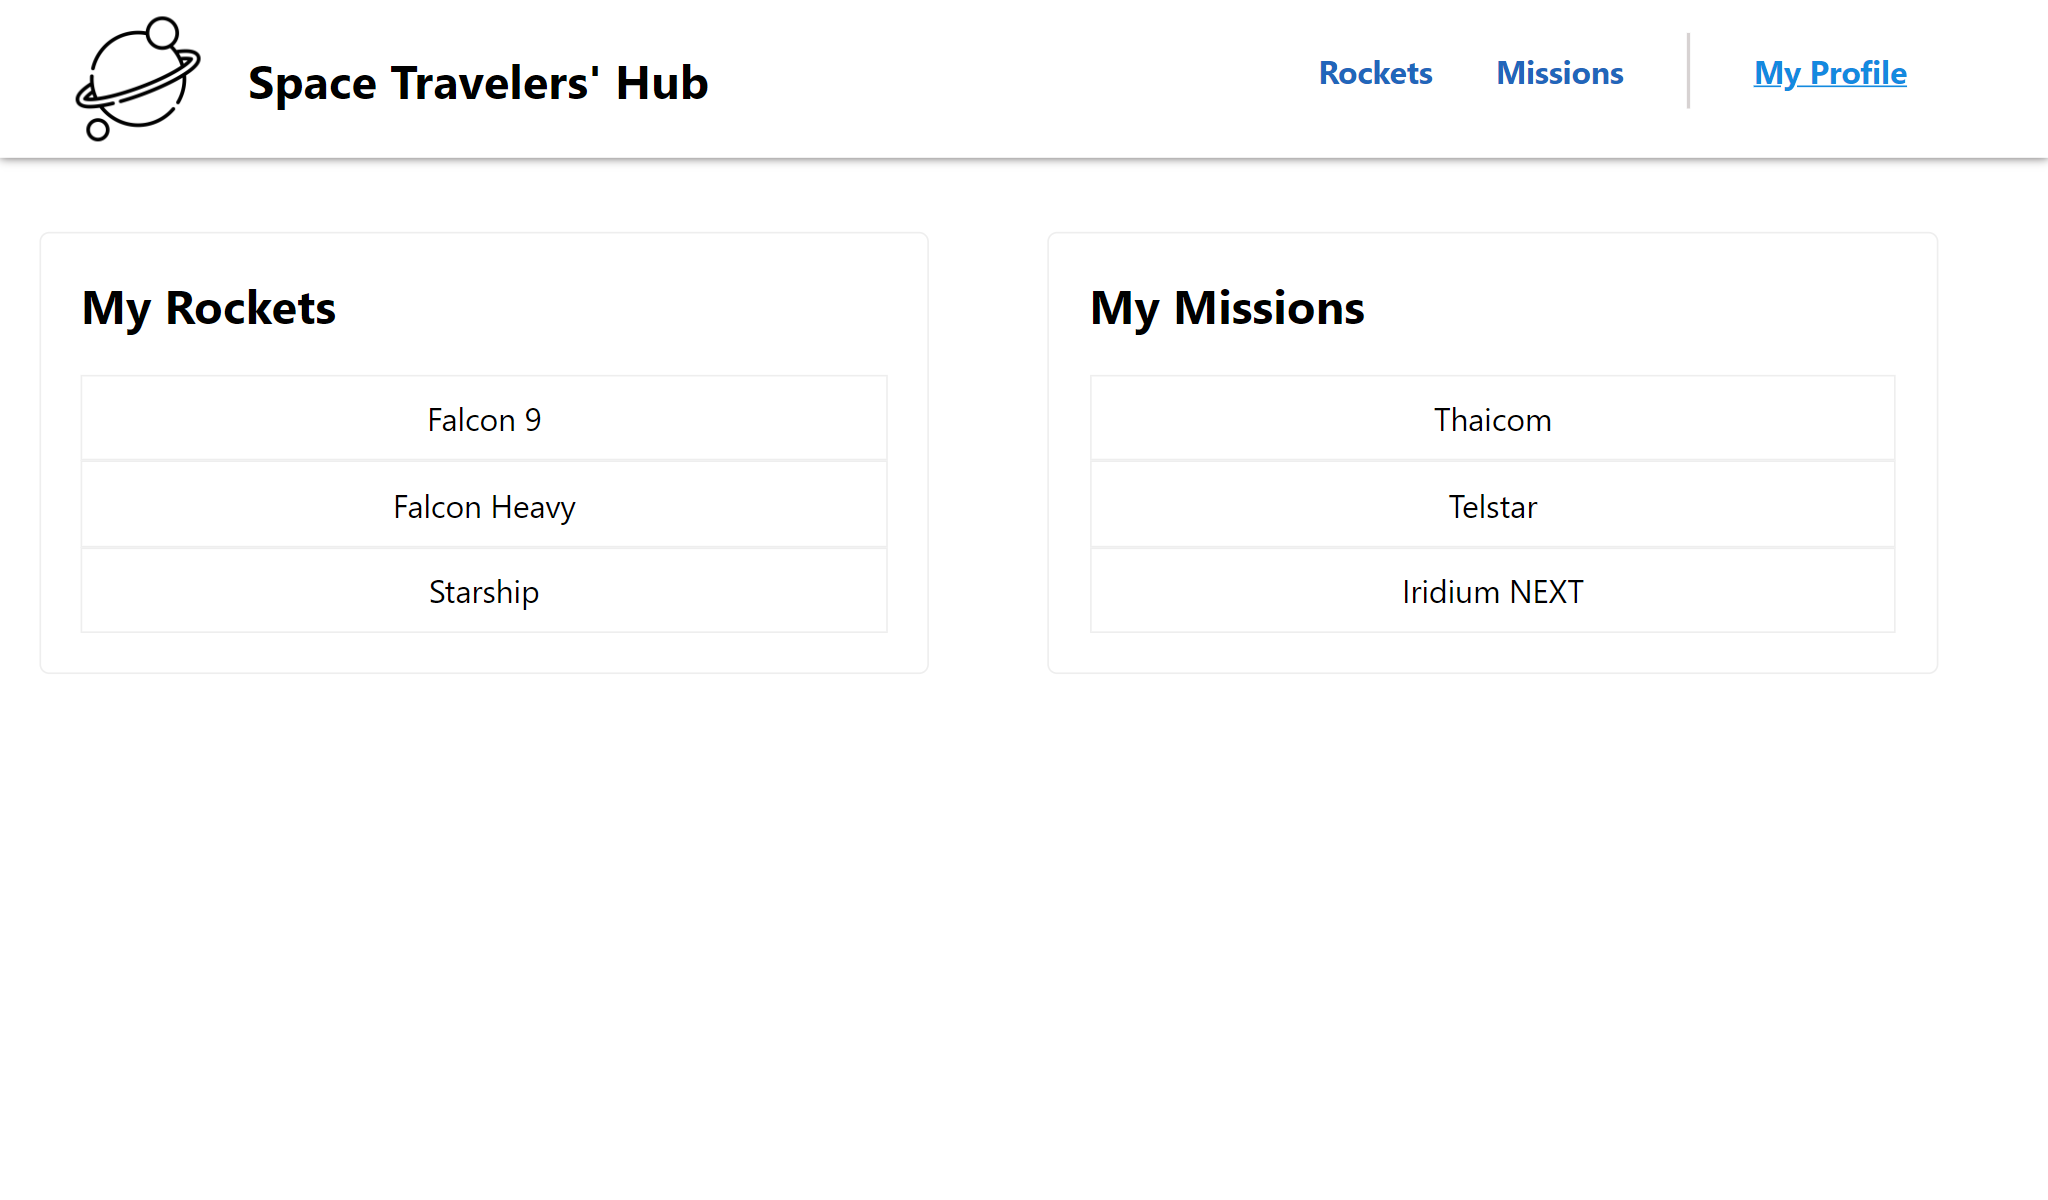 Space Travelers' Hub
Rockets
Missions
My Profile
My Rockets
Falcon 9
Falcon Heavy
Starship
My Missions
Thaicom
Telstar
Iridium NEXT